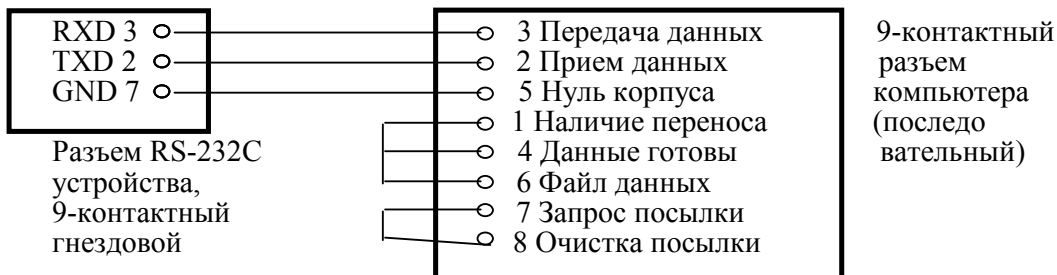 RXD 3
TXD 2
GND 7
Разъем RS-232C
устройства,
9-контактный
гнездовой
3 Передача данных
2 Прием данных
5 Нуль корпуса
1 Наличие переноса
4 Данные готовы
6 Файл данных
7 Запрос посылки
8 Очистка посылки
9-контактный
разъем
компьютера
(последо
вательный)